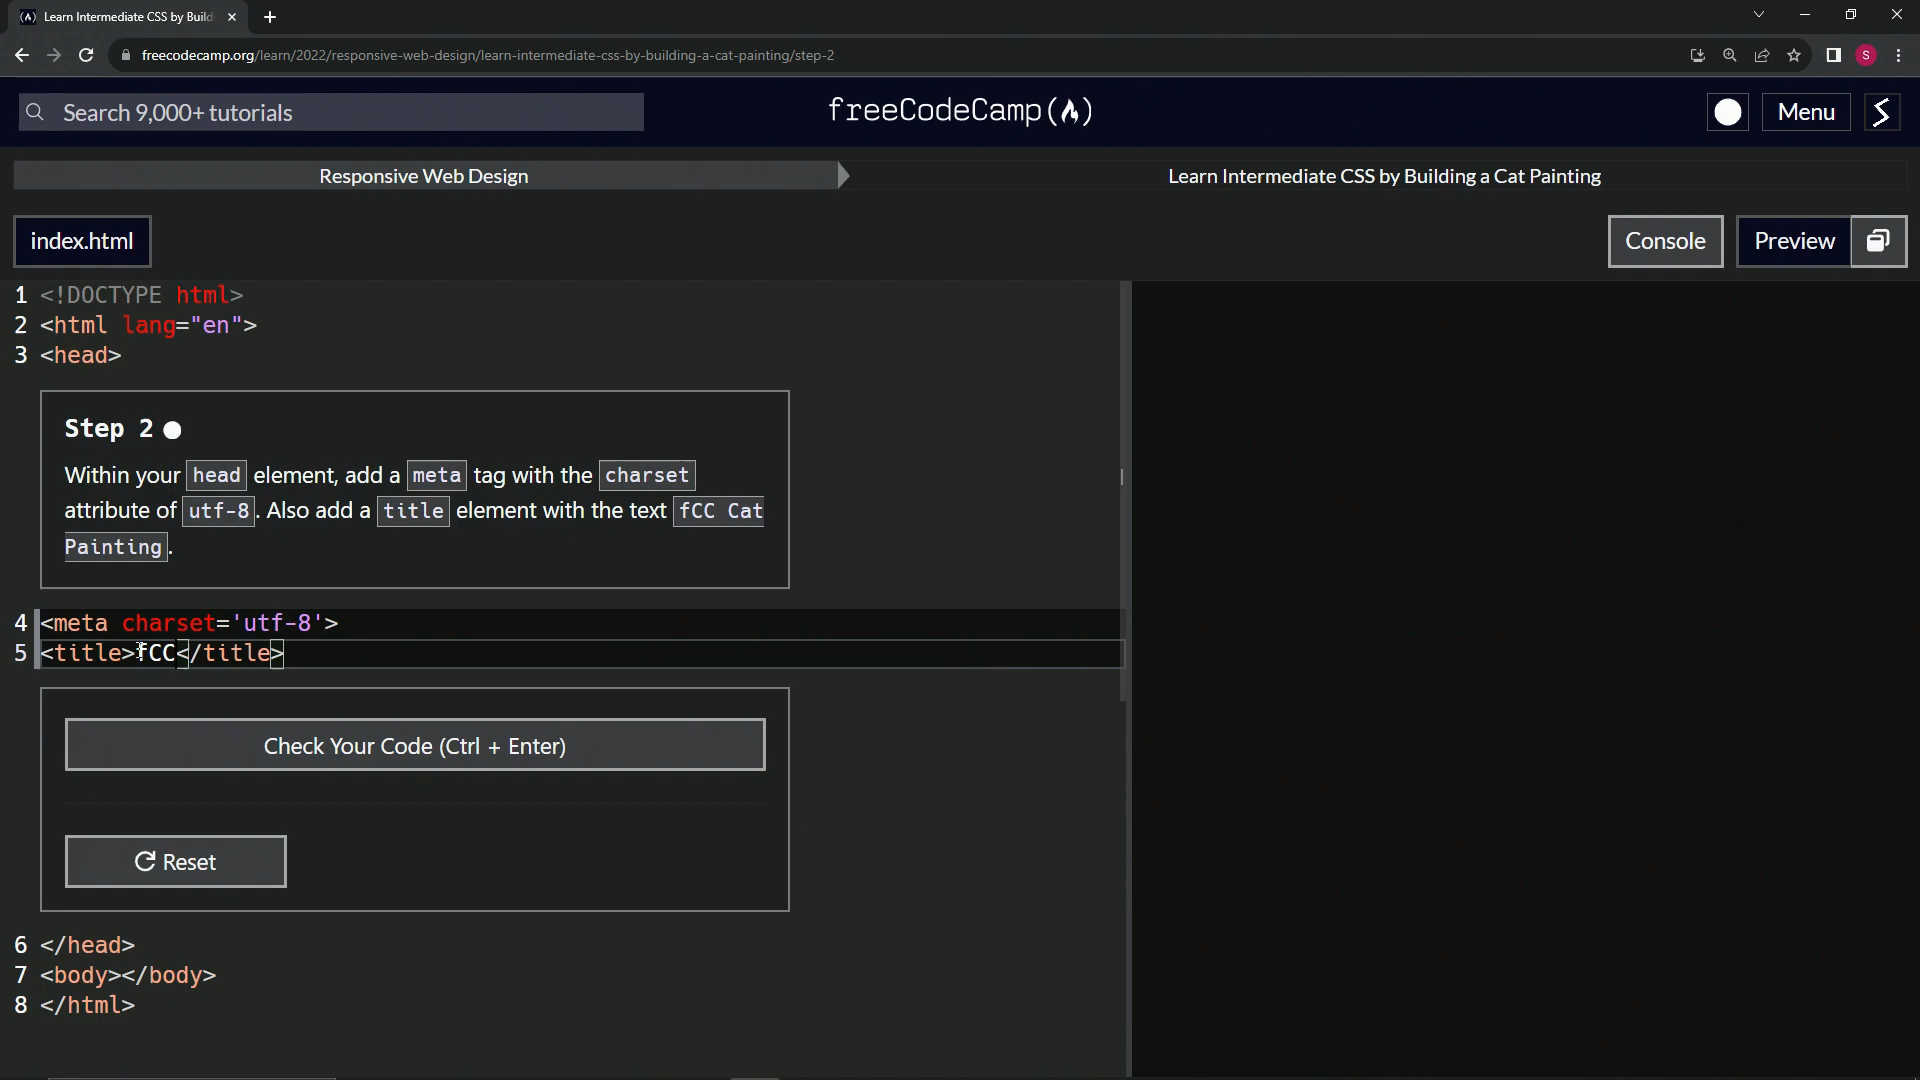 Learn Intermediate CSS by Build
freecodecamp.org/learn/2022/responsive-web-design/learn-intermediate-css-by-building-a-cat-painting/step-2
S
Search 9,000+ tutorials
freeCodeCamp
Menu
Responsive Web Design
Learn Intermediate CSS by Building a Cat Painting
index.html
Console
Preview
1 <!DOCTYPE html>
2 <html lang="en">
3 <head>
Step 2
Within your head element, add a meta tag with the charset
attribute of utf-8. Also add a title element with the text fCC Cat
Painting.
4 <meta charset='utf-8'>
5 <title>fCC</title>
Check Your Code (Ctrl + Enter)
Reset
6 </head>
7 <body></body>
8 </html>